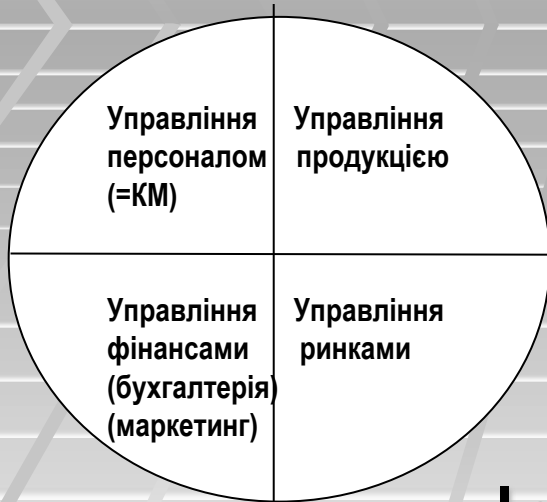 Управління
персоналом
(=КМ)
Управління
продукцією
Управління
фінансами
(бухгалтерія)
(маркетинг)
Управління
ринками